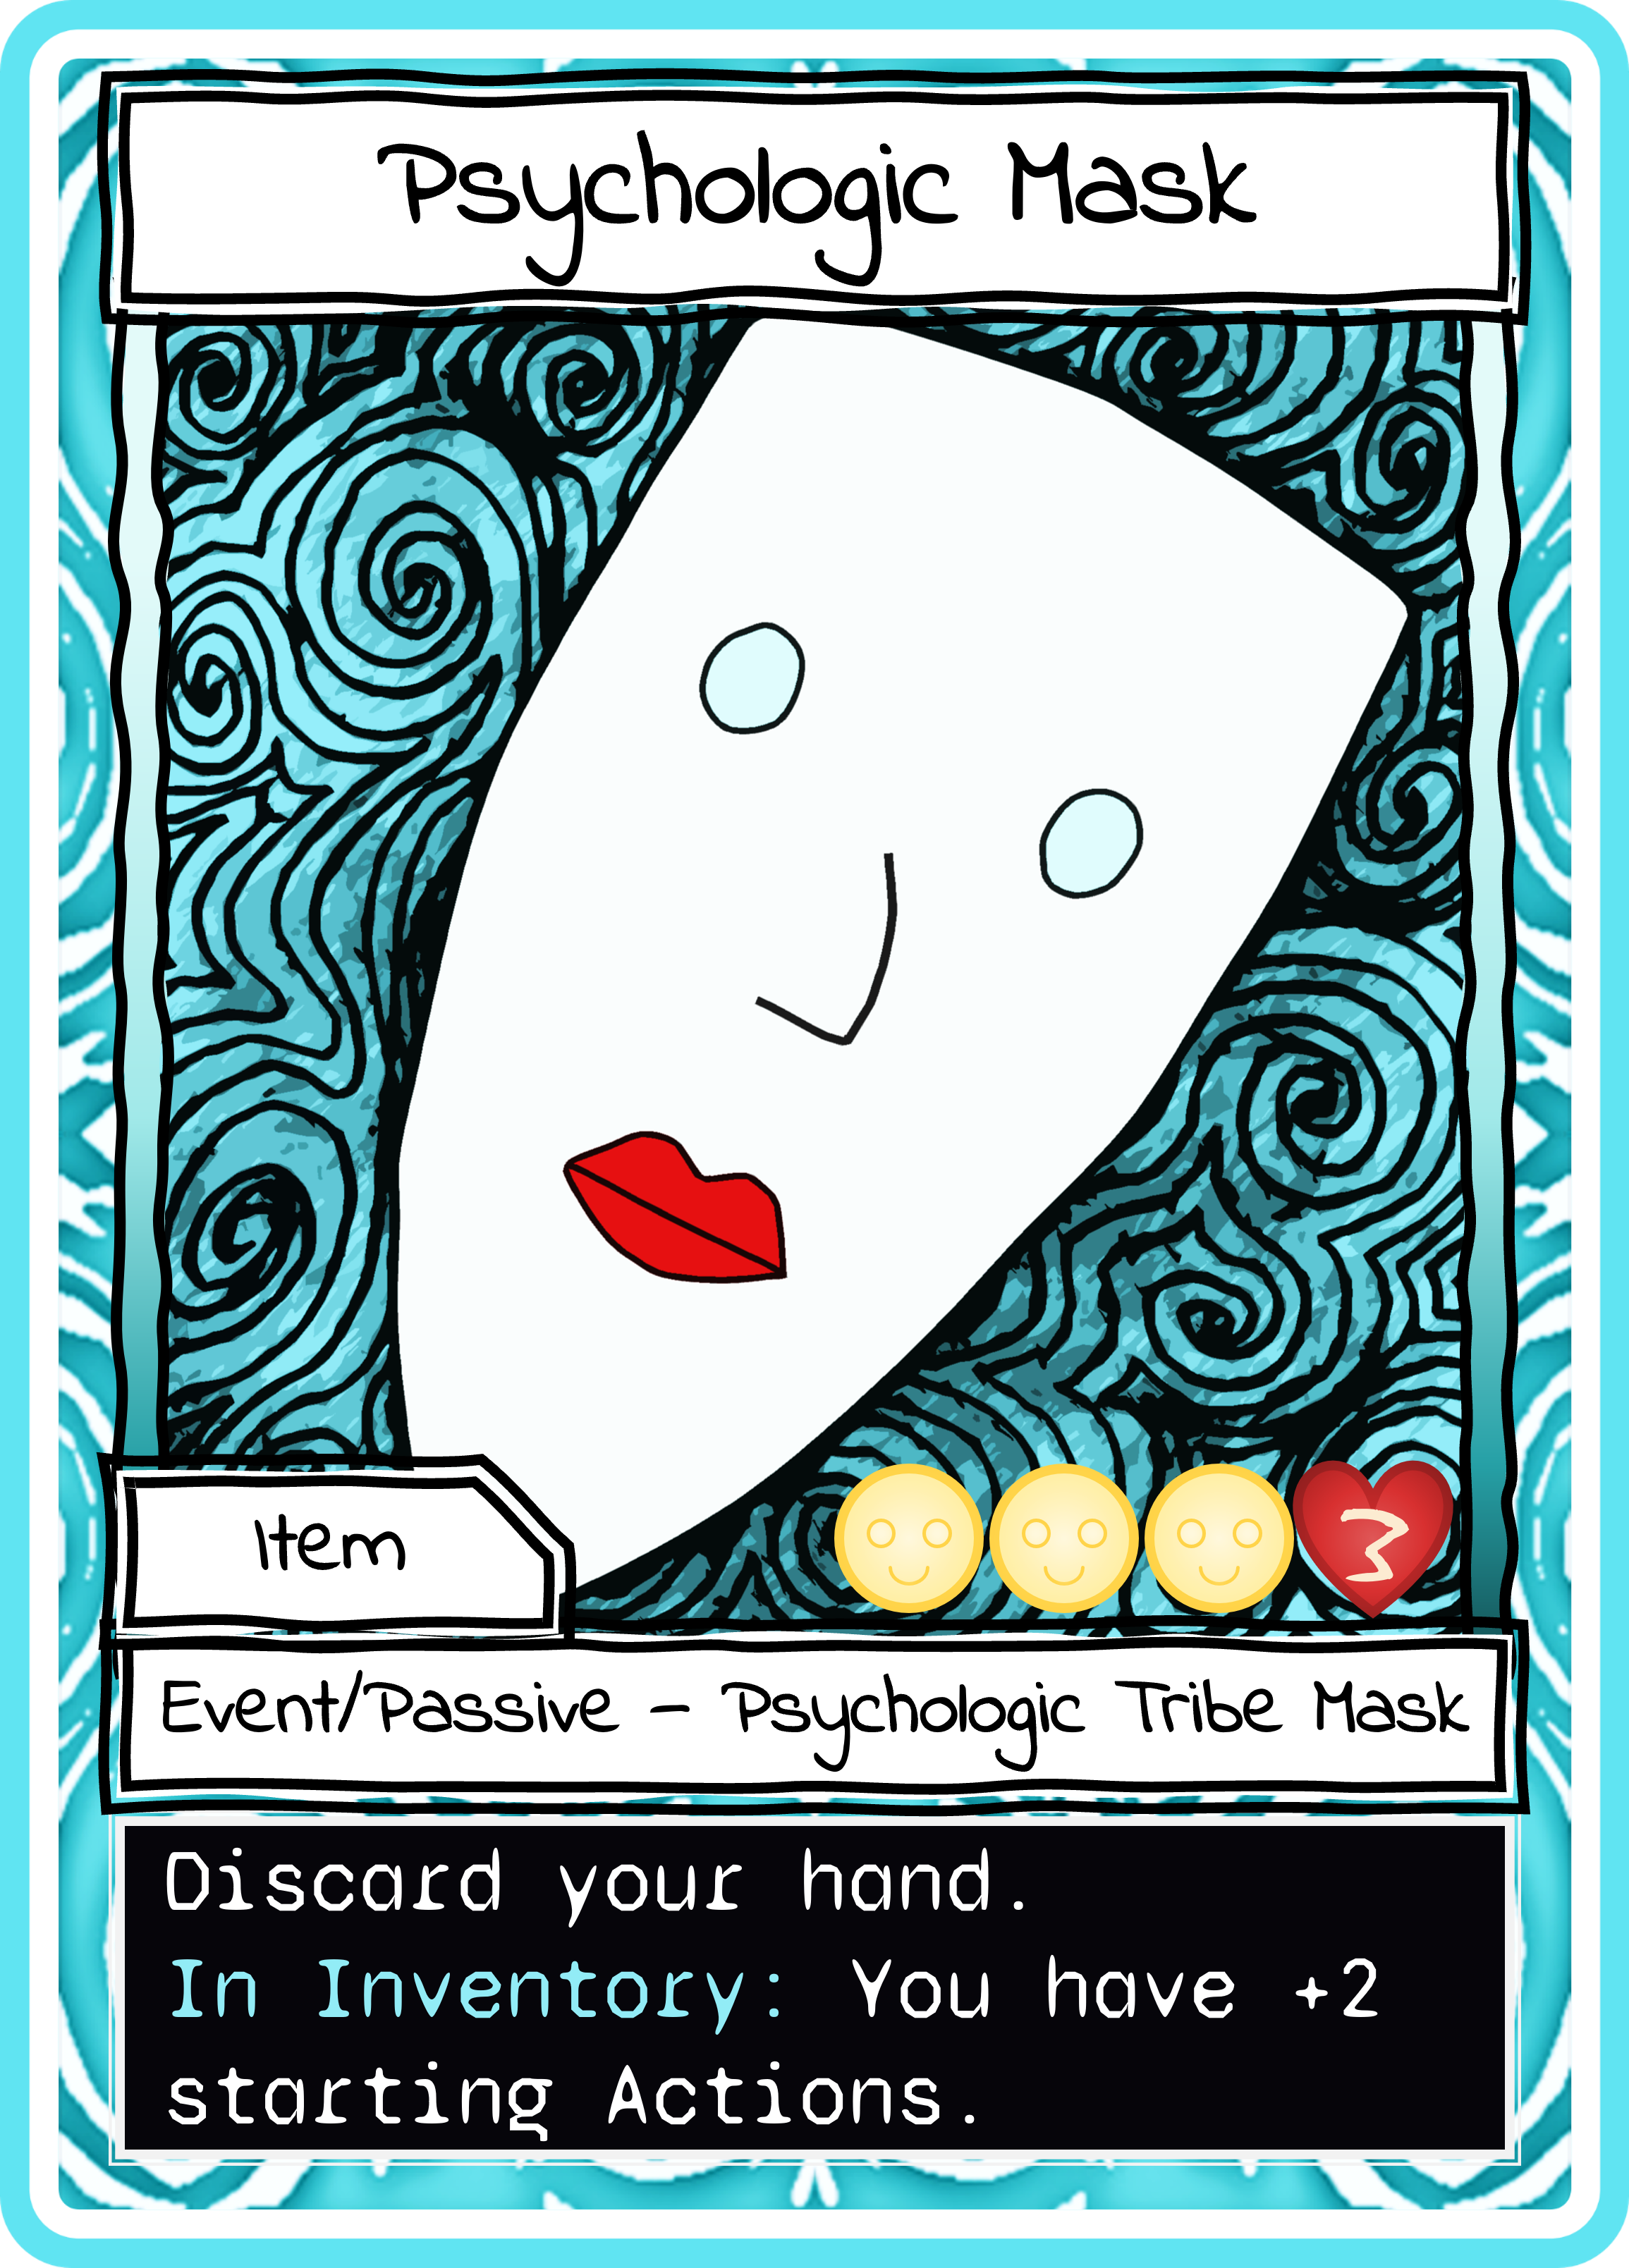 Psychologic Mask
Item
3
Event/Passive – Psychologic Tribe Mask
Discard your hand.
In Inventory: You have +2
starting Actions.